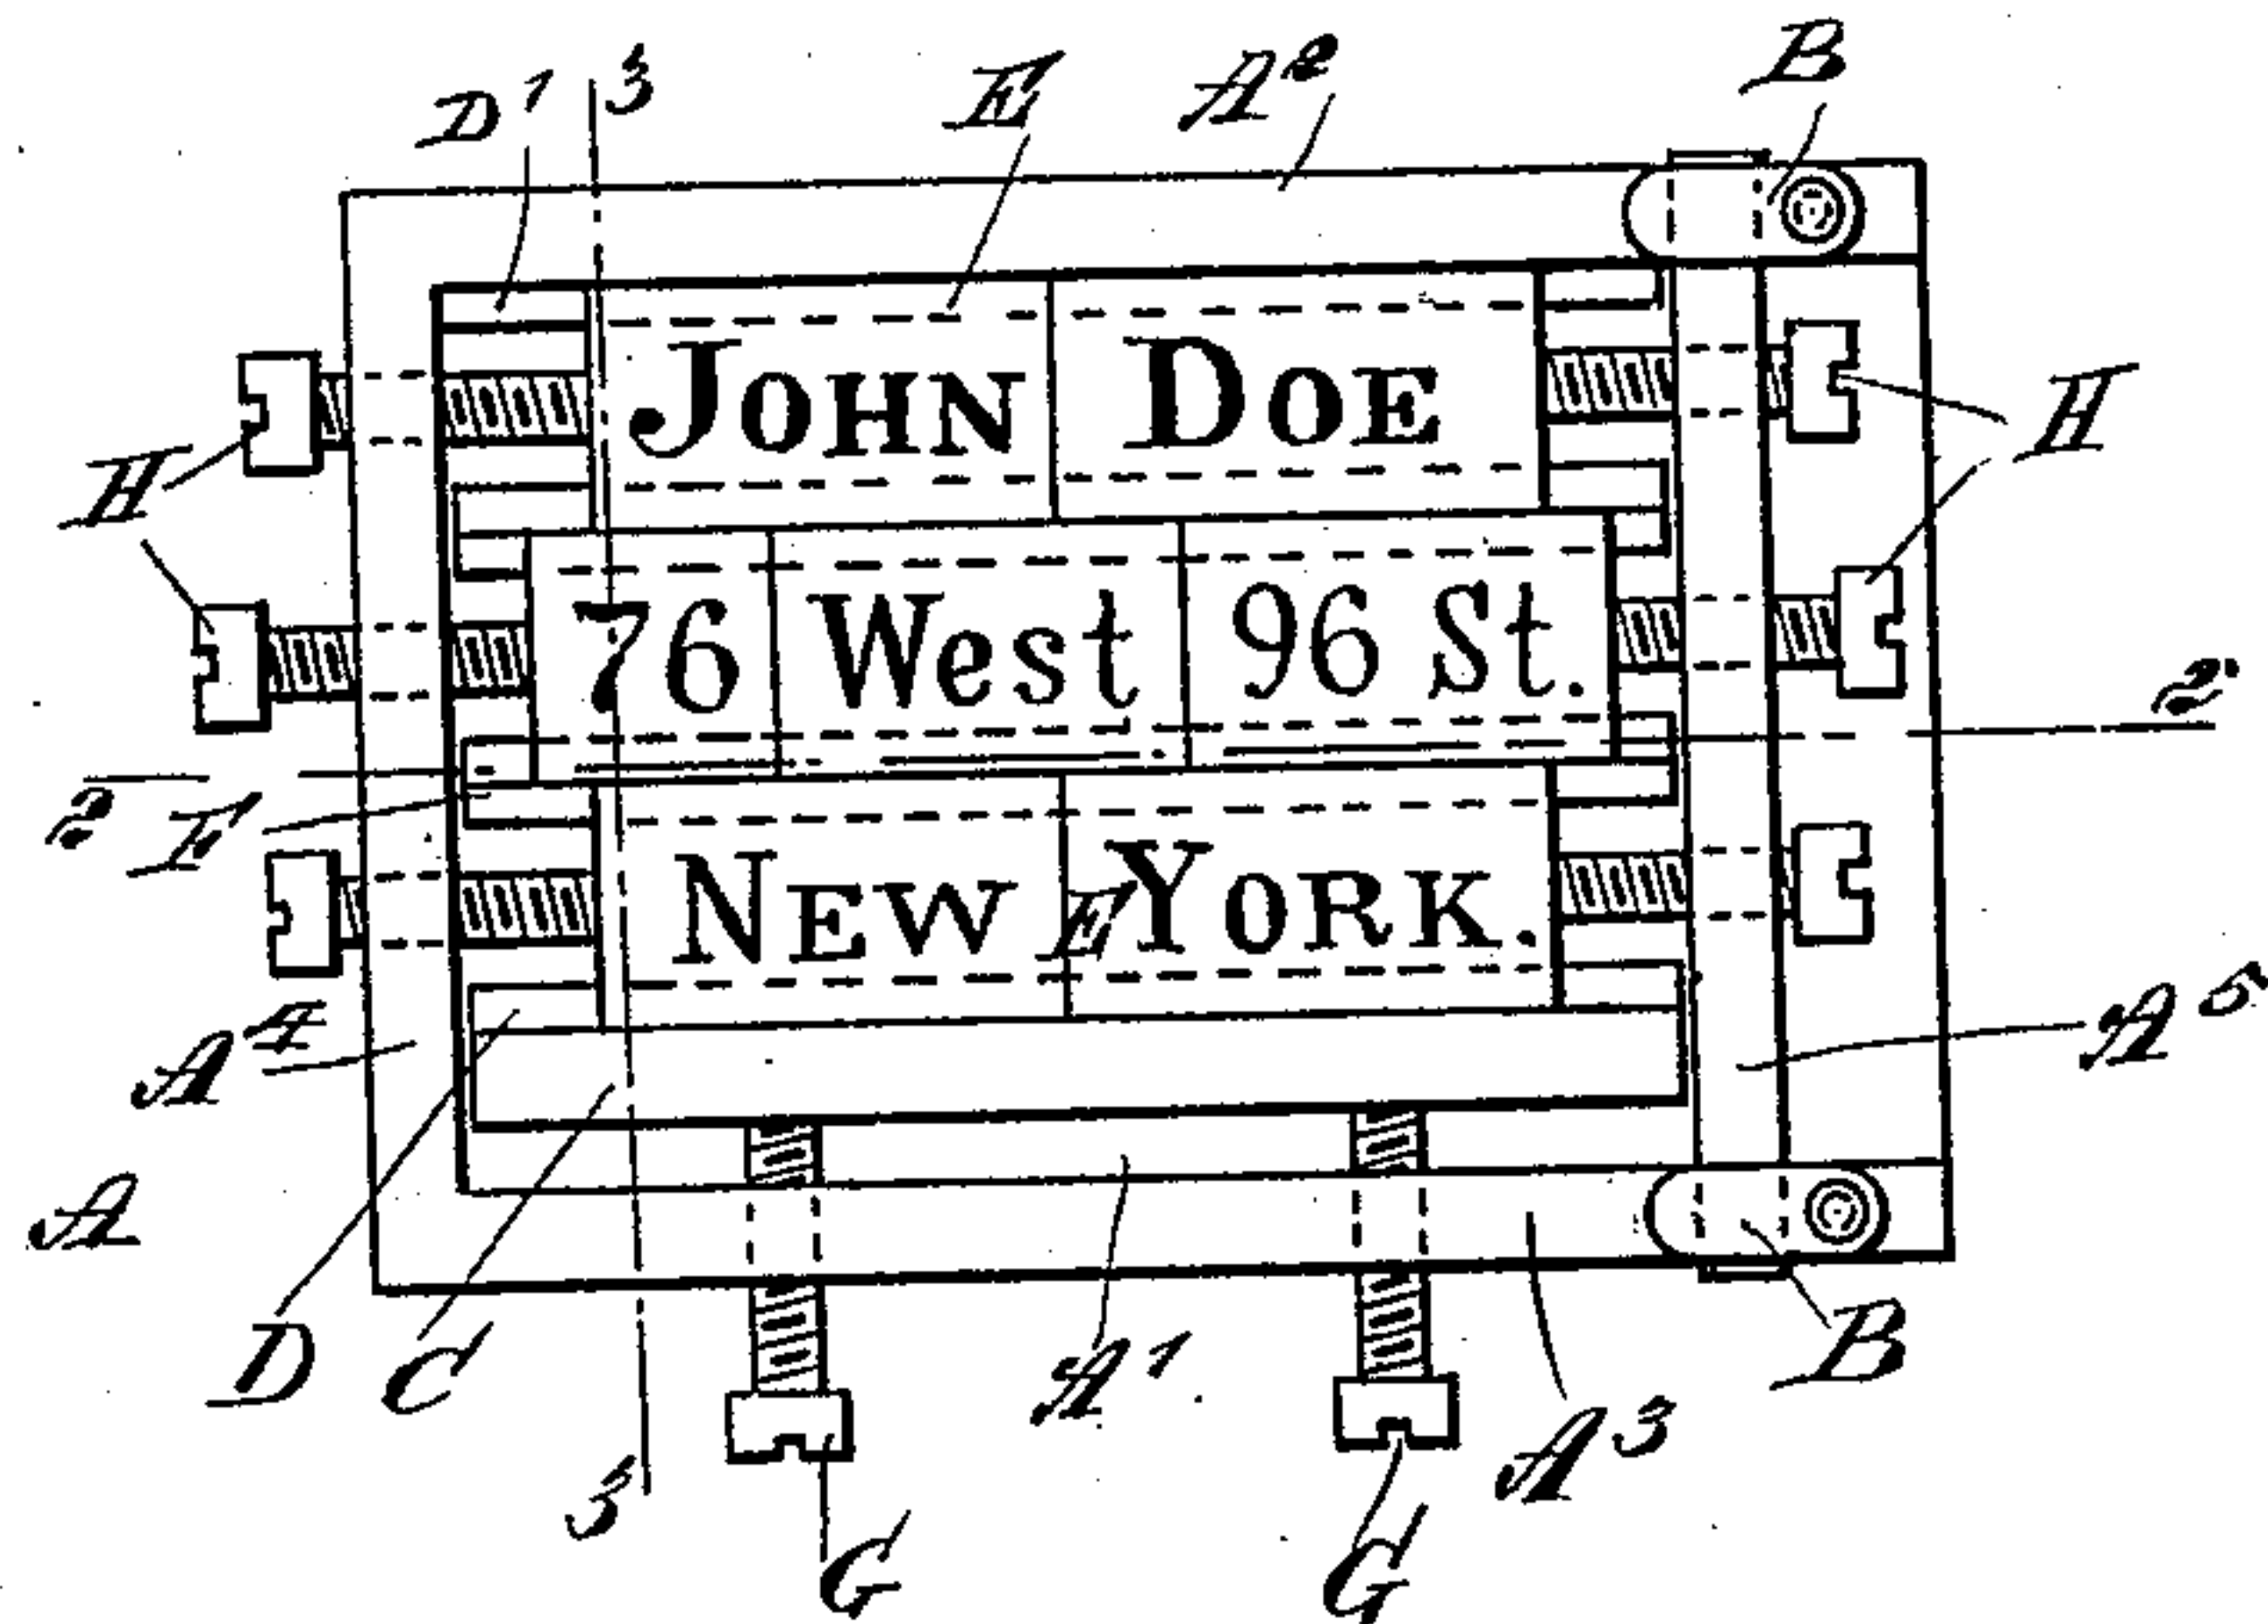 D¹ 3 E A² B
JOHN DOE
H H
76 West 96 St.
2 2
F
NEW YORK.
E
A⁴ A⁵
A
D C A¹ B
3 A³
G G